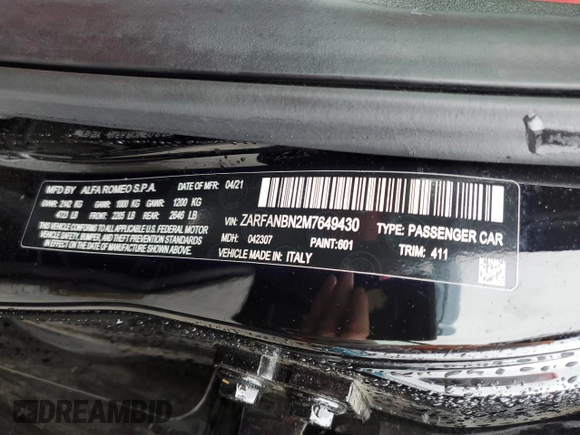 MFD BY ALFA ROMEO S.P.A. DATE OF MFR 04/21
GVWR: 2142 KG GAWR: 1000 KG GAWR: 1200 KG
4723 LB FRONT: 2205 LB REAR: 2646 LB
THIS VEHICLE CONFORMS TO ALL APPLICABLE U.S. FEDERAL MOTOR
VEHICLE SAFETY, BUMPER, AND THEFT PREVENTION STANDARDS IN
EFFECT ON THE DATE OF MANUFACTURE SHOWN ABOVE
VIN: ZARFANBN2M7649430 TYPE: PASSENGER CAR
MDH: 042307 PAINT:601 TRIM: 411
VEHICLE MADE IN: ITALY
DREAMBID